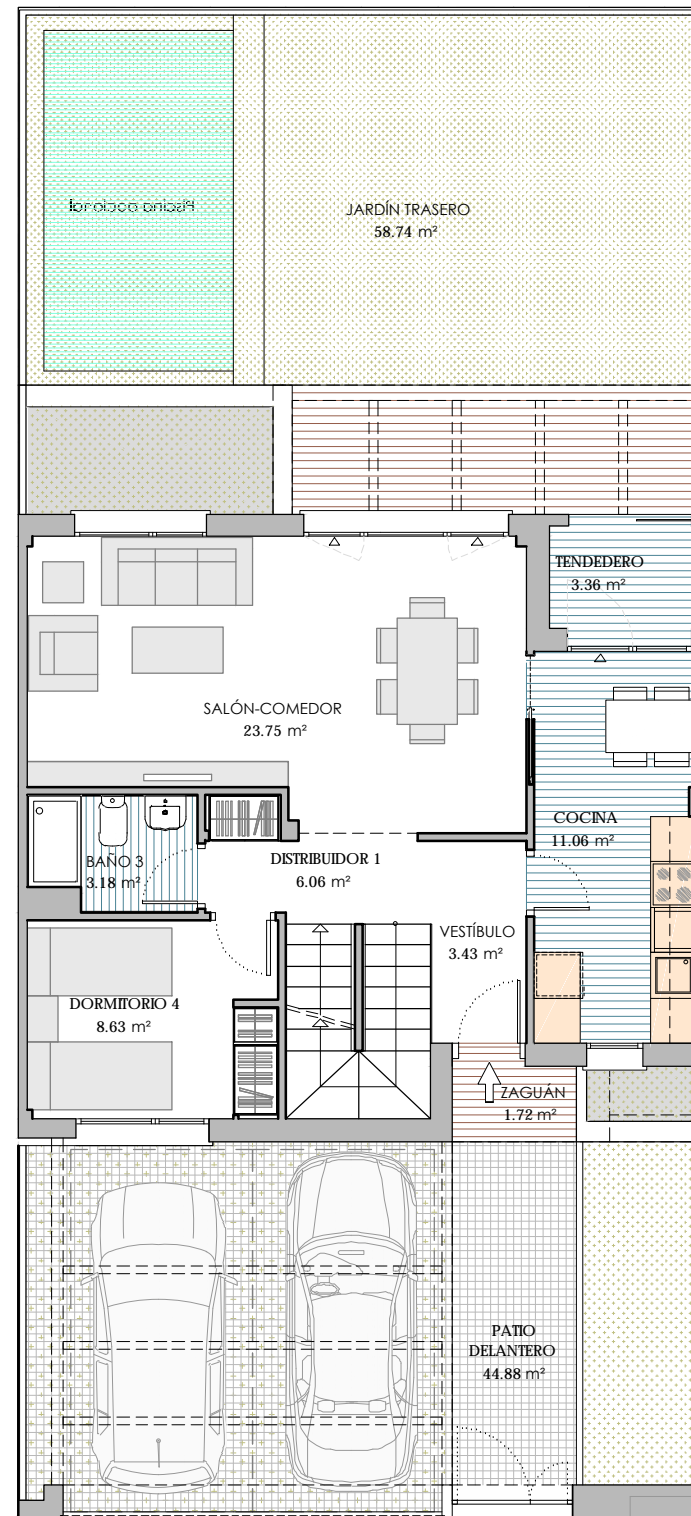 Piscina opcional
JARDÍN TRASERO
58.74 m²
TENDEDERO
3.36 m²
SALÓN-COMEDOR
23.75 m²
COCINA
11.06 m²
BAÑO 3
3.18 m²
DISTRIBUIDOR 1
6.06 m²
VESTÍBULO
3.43 m²
DORMITORIO 4
8.63 m²
ZAGUÁN
1.72 m²
PATIO
DELANTERO
44.88 m²